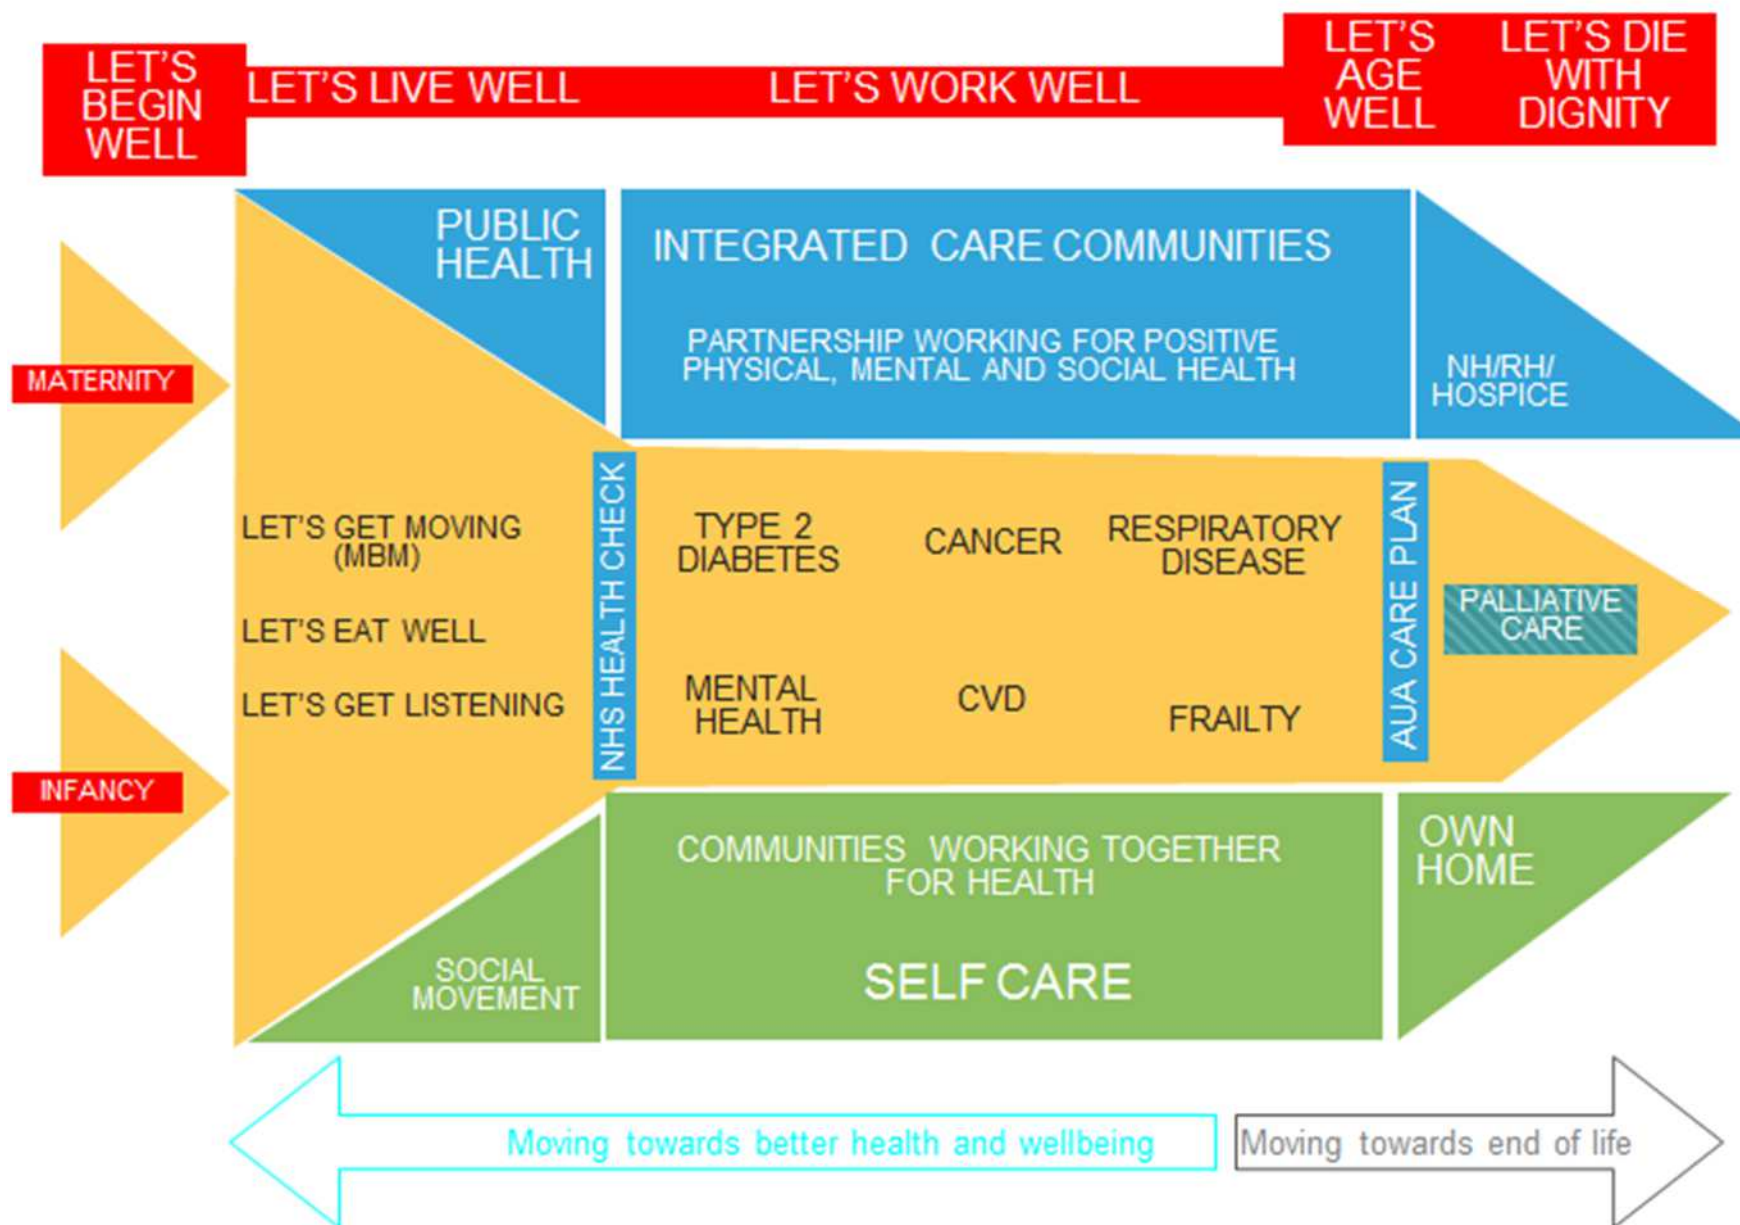 LET'S
BEGIN
WELL
LET'S LIVE WELL
LET'S WORK WELL
LET'S
AGE
WELL
LET'S DIE
WITH
DIGNITY
PUBLIC
HEALTH
INTEGRATED CARE COMMUNITIES
PARTNERSHIP WORKING FOR POSITIVE
PHYSICAL, MENTAL AND SOCIAL HEALTH
NH/RH/
HOSPICE
MATERNITY
INFANCY
LET'S GET MOVING
(MBM)
LET'S EAT WELL
LET'S GET LISTENING
NHS HEALTH CHECK
TYPE 2
DIABETES
CANCER
RESPIRATORY
DISEASE
MENTAL
HEALTH
CVD
FRAILTY
AUA CARE PLAN
PALLIATIVE
CARE
SOCIAL
MOVEMENT
COMMUNITIES WORKING TOGETHER
FOR HEALTH
SELF CARE
OWN
HOME
Moving towards better health and wellbeing
Moving towards end of life